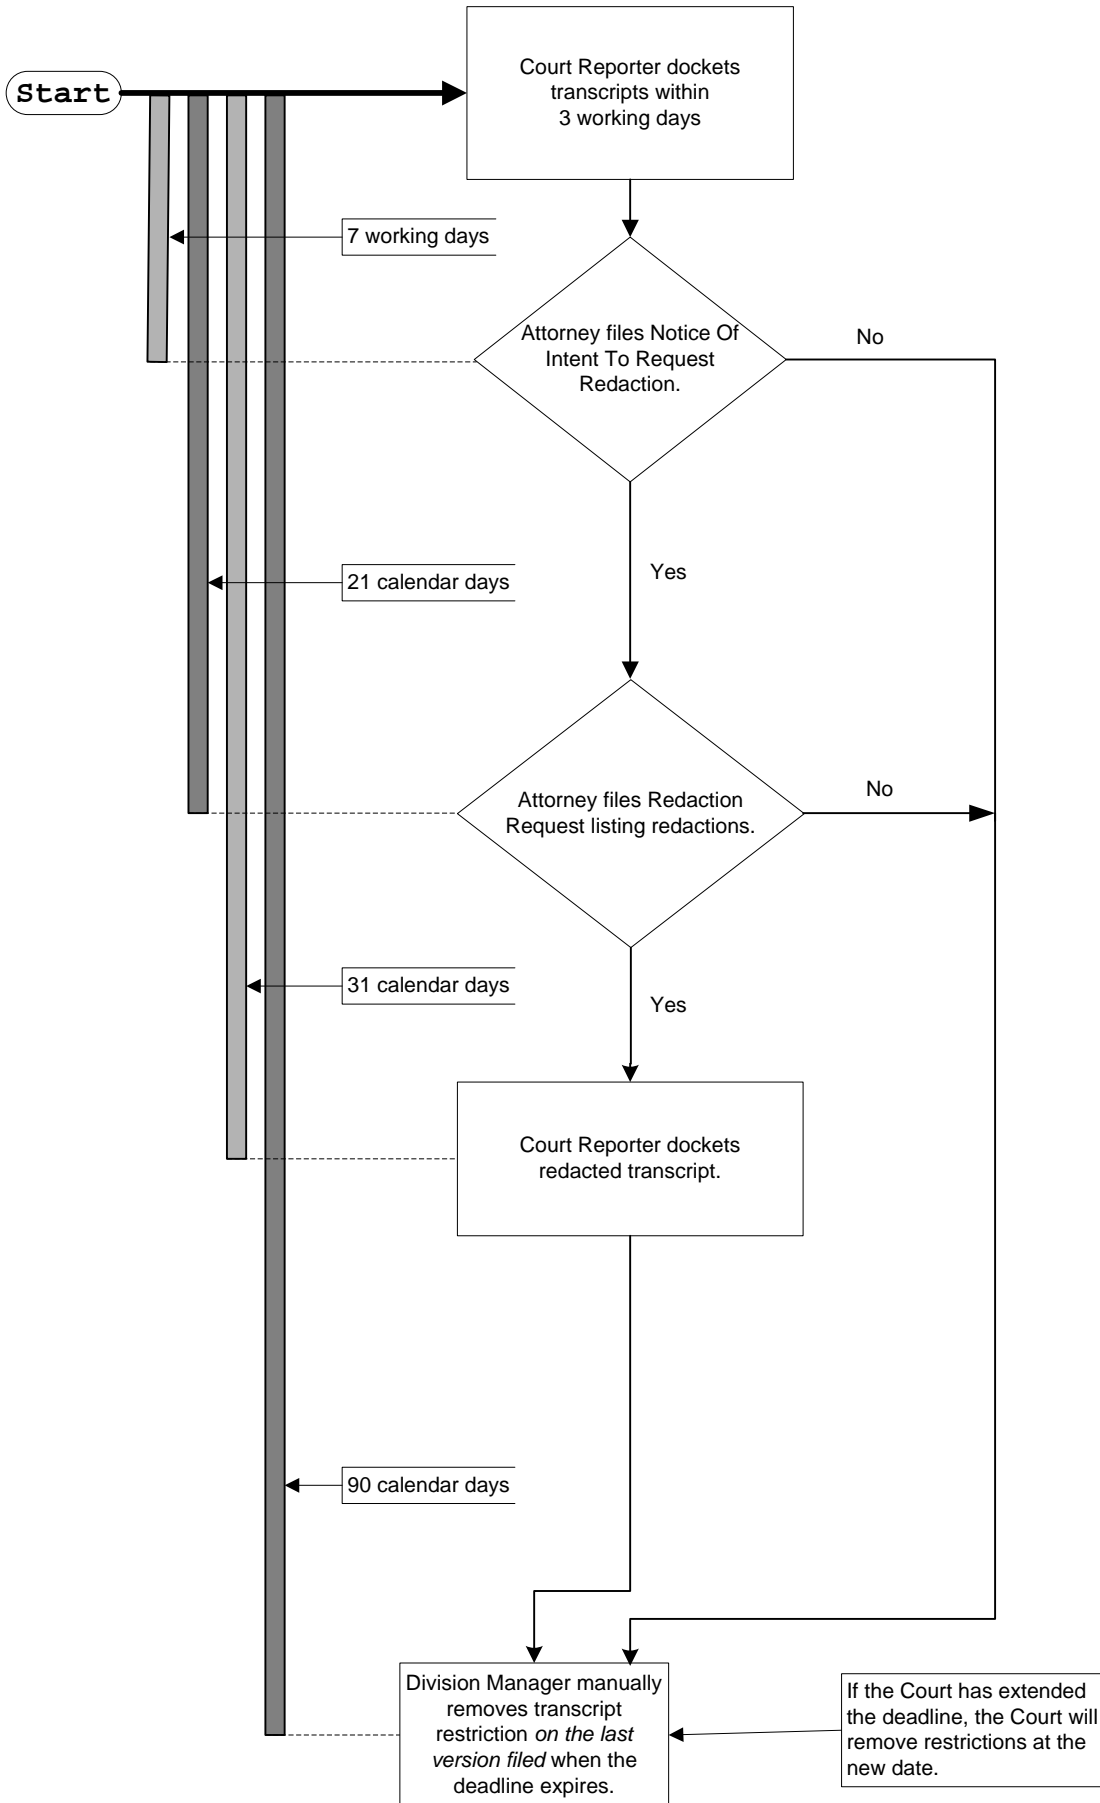 Start
Court Reporter dockets
transcripts within
3 working days
7 working days
Attorney files Notice Of
Intent To Request
Redaction.
No
Yes
21 calendar days
Attorney files Redaction
Request listing redactions.
No
31 calendar days
Yes
Court Reporter dockets
redacted transcript.
90 calendar days
Division Manager manually
removes transcript
restriction on the last
version filed when the
deadline expires.
If the Court has extended
the deadline, the Court will
remove restrictions at the
new date.